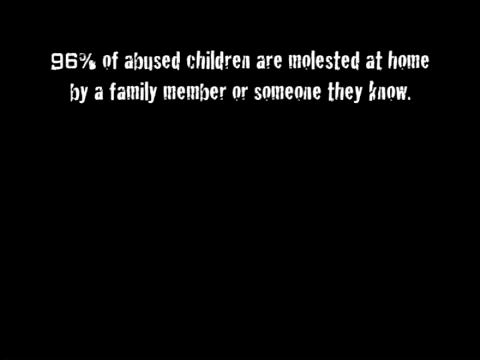 96% of abused children are molested at home
by a family member or someone they know.